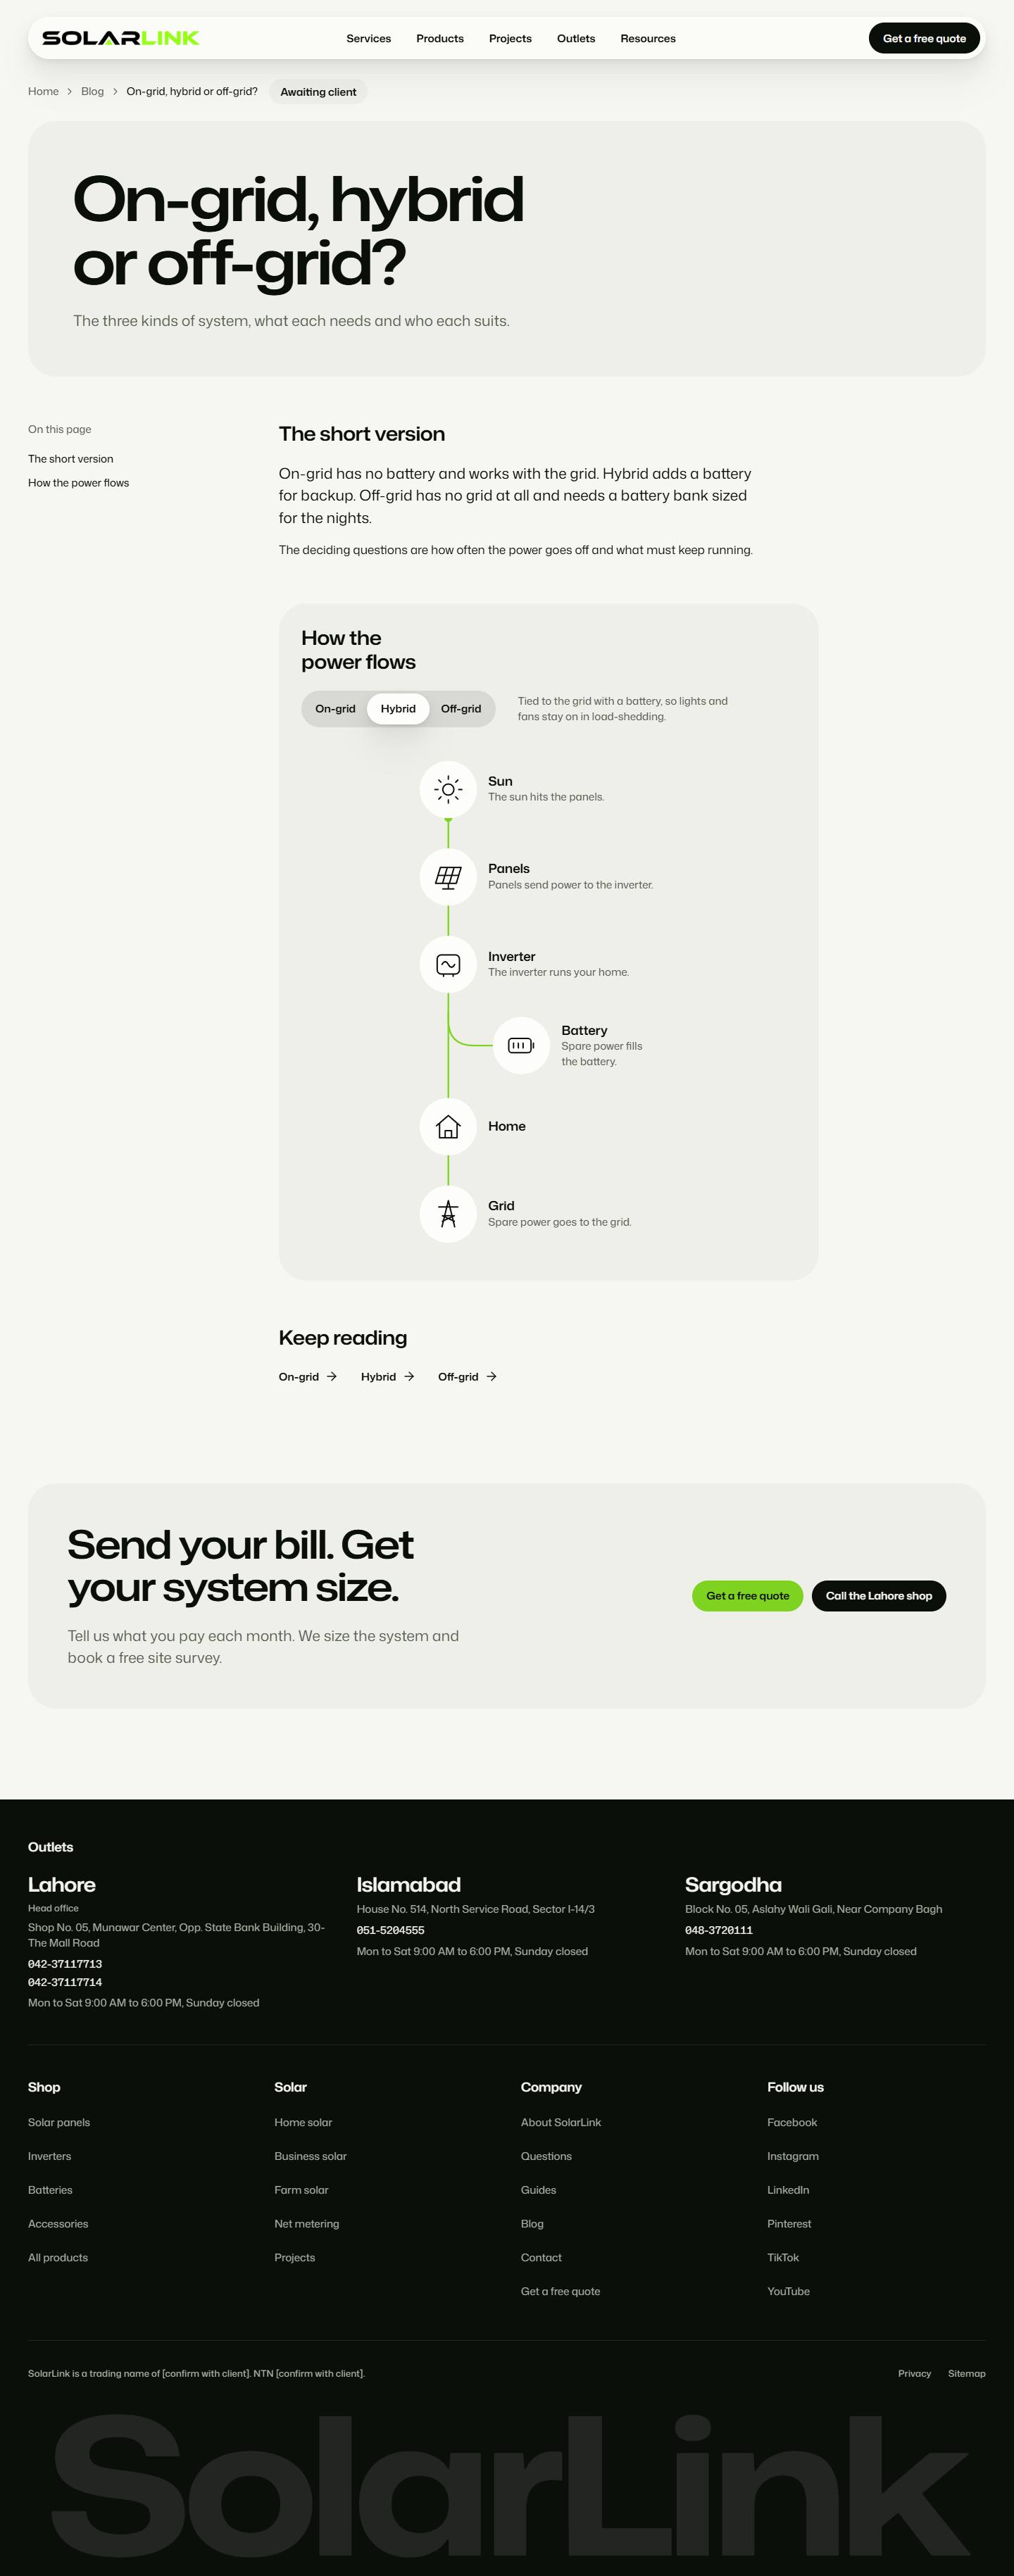 SOLARLINK
Services
Products
Projects
Outlets
Resources
Get a free quote
Home
Blog
On-grid, hybrid or off-grid?
Awaiting client
On-grid, hybrid
or off-grid?
The three kinds of system, what each needs and who each suits.
On this page
The short version
How the power flows
The short version
On-grid has no battery and works with the grid. Hybrid adds a battery
for backup. Off-grid has no grid at all and needs a battery bank sized
for the nights.
The deciding questions are how often the power goes off and what must keep running.
How the
power flows
On-grid
Hybrid
Off-grid
Tied to the grid with a battery, so lights and
fans stay on in load-shedding.
Sun
The sun hits the panels.
Panels
Panels send power to the inverter.
Inverter
The inverter runs your home.
Battery
Spare power fills
the battery.
Home
Grid
Spare power goes to the grid.
Keep reading
On-grid
Hybrid
Off-grid
Send your bill. Get
your system size.
Tell us what you pay each month. We size the system and
book a free site survey.
Get a free quote
Call the Lahore shop
Outlets
Lahore
Head office
Shop No. 05, Munawar Center, Opp. State Bank Building, 30-
The Mall Road
042-37117713
042-37117714
Mon to Sat 9:00 AM to 6:00 PM, Sunday closed
Islamabad
House No. 514, North Service Road, Sector I-14/3
051-5204555
Mon to Sat 9:00 AM to 6:00 PM, Sunday closed
Sargodha
Block No. 05, Aslahy Wali Gali, Near Company Bagh
048-3720111
Mon to Sat 9:00 AM to 6:00 PM, Sunday closed
Shop
Solar panels
Inverters
Batteries
Accessories
All products
Solar
Home solar
Business solar
Farm solar
Net metering
Projects
Company
About SolarLink
Questions
Guides
Blog
Contact
Get a free quote
Follow us
Facebook
Instagram
LinkedIn
Pinterest
TikTok
YouTube
SolarLink is a trading name of [confirm with client]. NTN [confirm with client].
Privacy
Sitemap
SolarLink